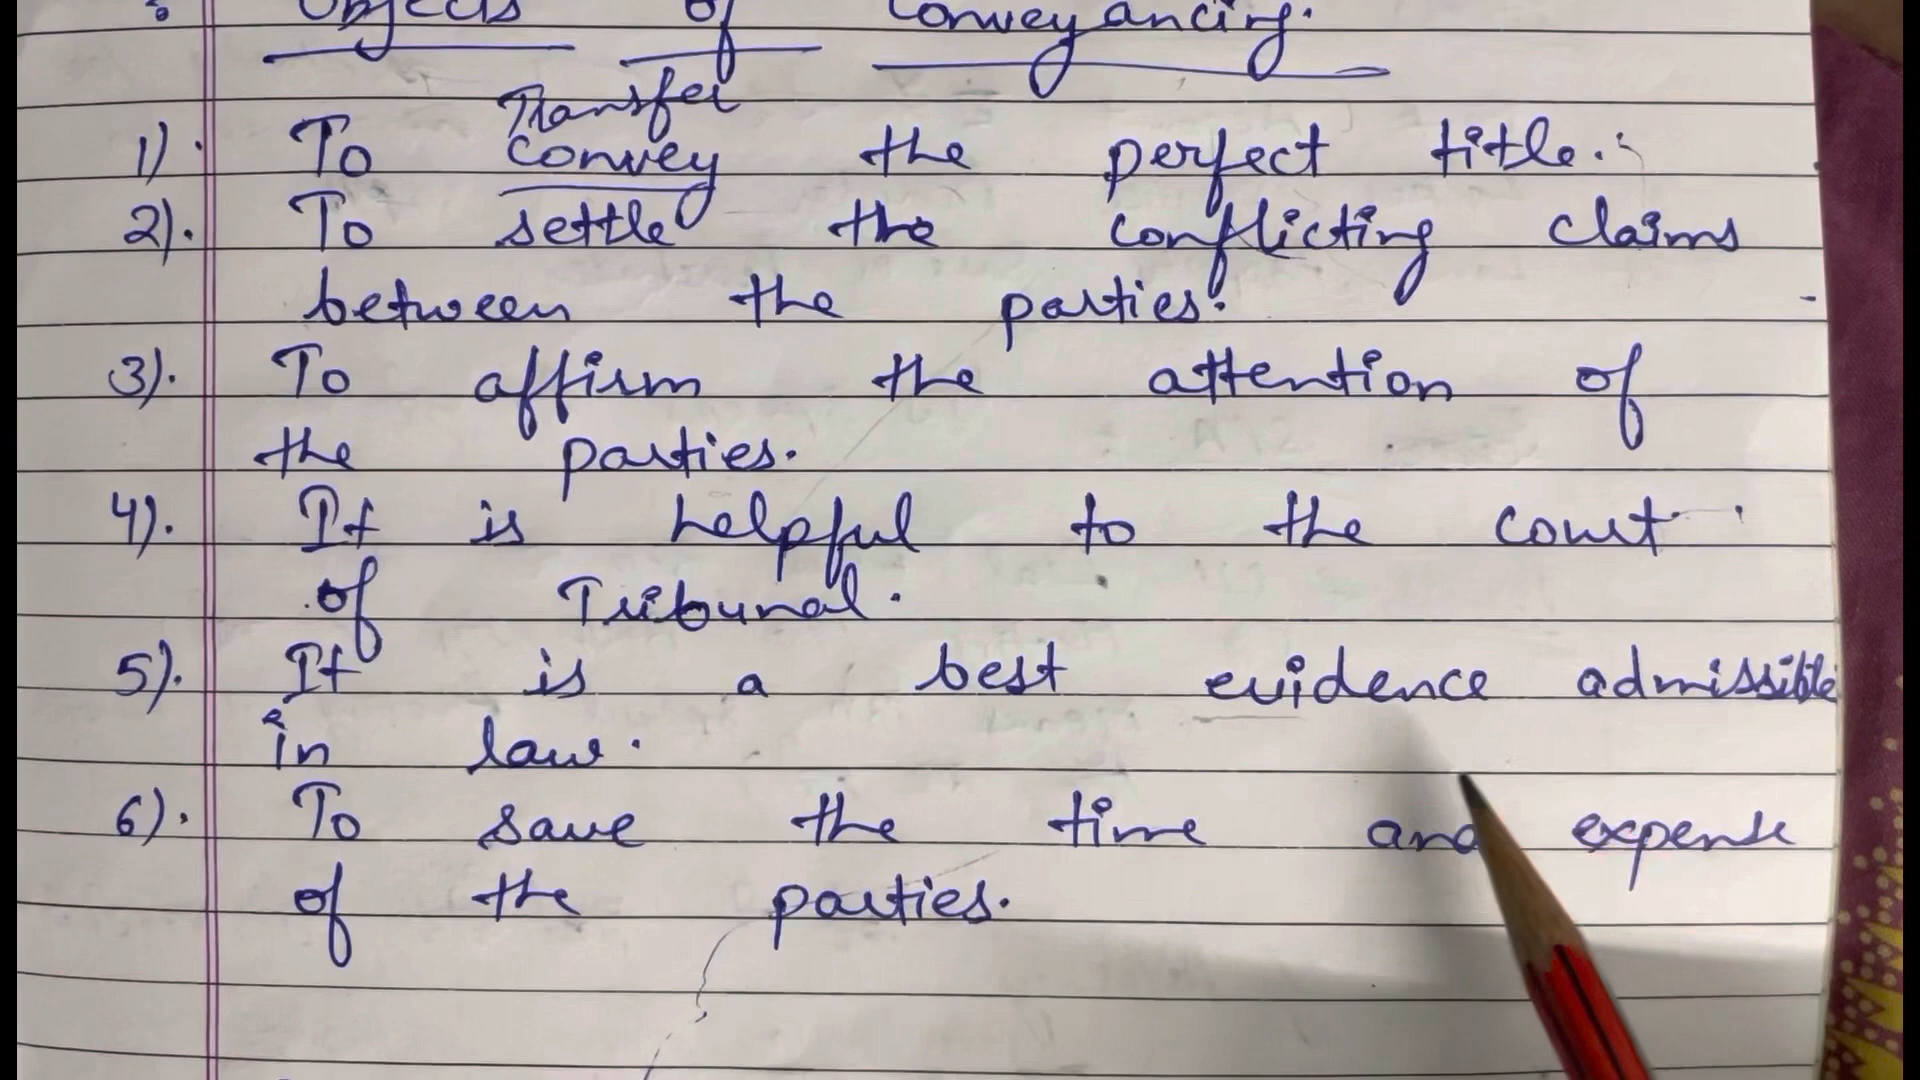 Objects of Conveyancing.
Transfer
1). To convey the perfect title.
2). To settle the conflicting claims
between the parties.
3). To affirm the attention of
the parties.
4). It is helpful to the court
of Tribunal.
5). It is a best evidence admissible
in law.
6). To save the time and expense
of the parties.